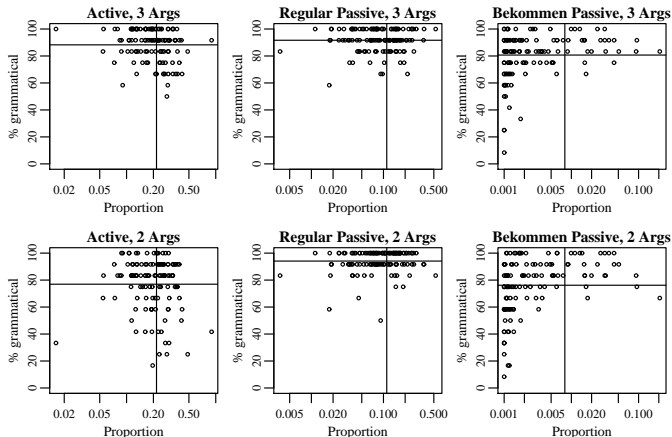 Active, 3 Args
% grammatical
0 20 40 60 80 100
0.02 0.05 0.20 0.50
Proportion
Regular Passive, 3 Args
% grammatical
0 20 40 60 80 100
0.005 0.020 0.100 0.500
Proportion
Bekommen Passive, 3 Args
% grammatical
0 20 40 60 80 100
0.001 0.005 0.020 0.100
Proportion
Active, 2 Args
% grammatical
0 20 40 60 80 100
0.02 0.05 0.20 0.50
Proportion
Regular Passive, 2 Args
% grammatical
0 20 40 60 80 100
0.005 0.020 0.100 0.500
Proportion
Bekommen Passive, 2 Args
% grammatical
0 20 40 60 80 100
0.001 0.005 0.020 0.100
Proportion